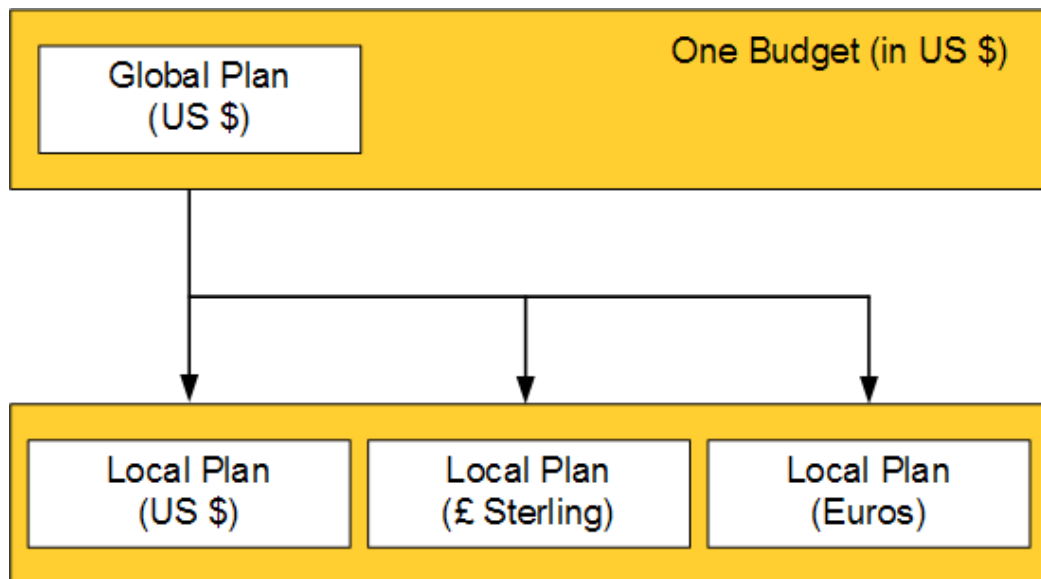 One Budget (in US $)
Global Plan
(US $)
Local Plan
(US $)
Local Plan
(£ Sterling)
Local Plan
(Euros)